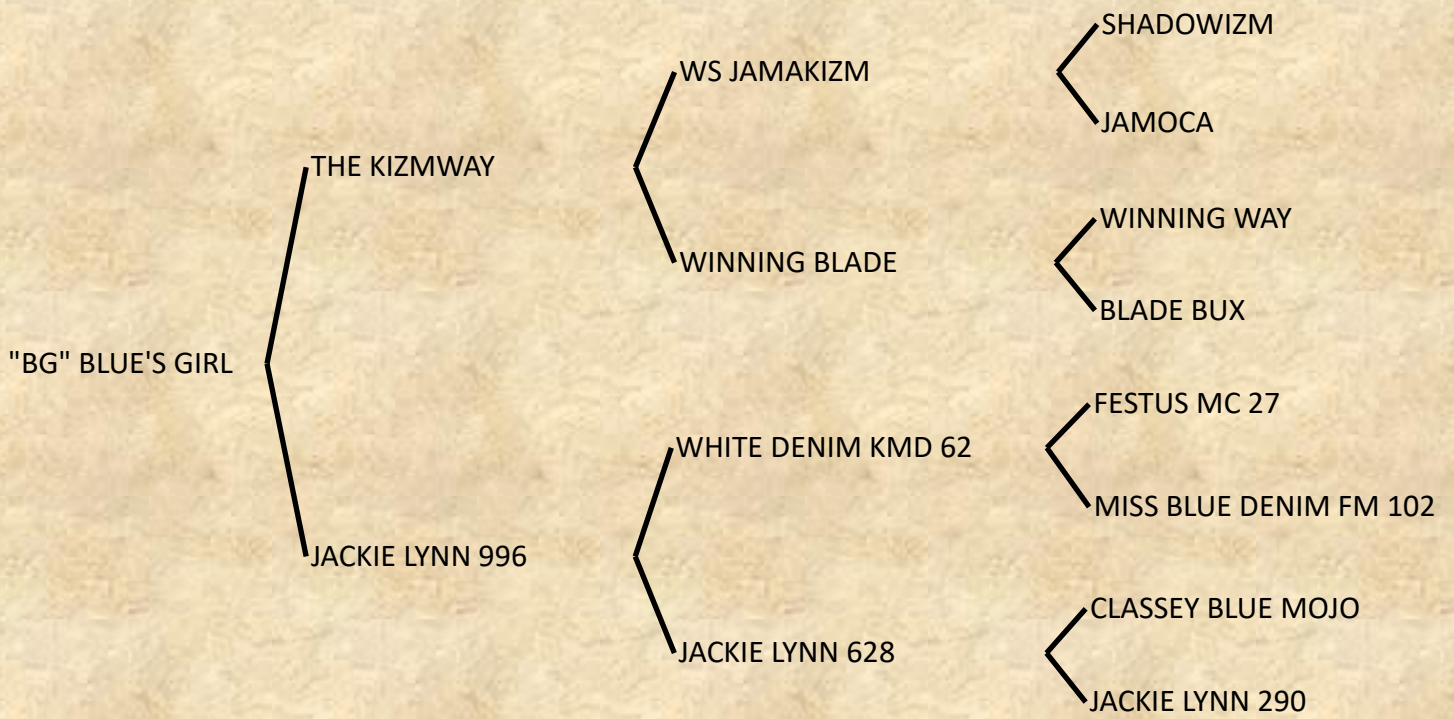 SHADOWIZM
WS JAMAKIZM
JAMOCA
THE KIZMWAY
WINNING WAY
WINNING BLADE
BLADE BUX
"BG" BLUE'S GIRL
FESTUS MC 27
WHITE DENIM KMD 62
MISS BLUE DENIM FM 102
JACKIE LYNN 996
CLASSEY BLUE MOJO
JACKIE LYNN 628
JACKIE LYNN 290